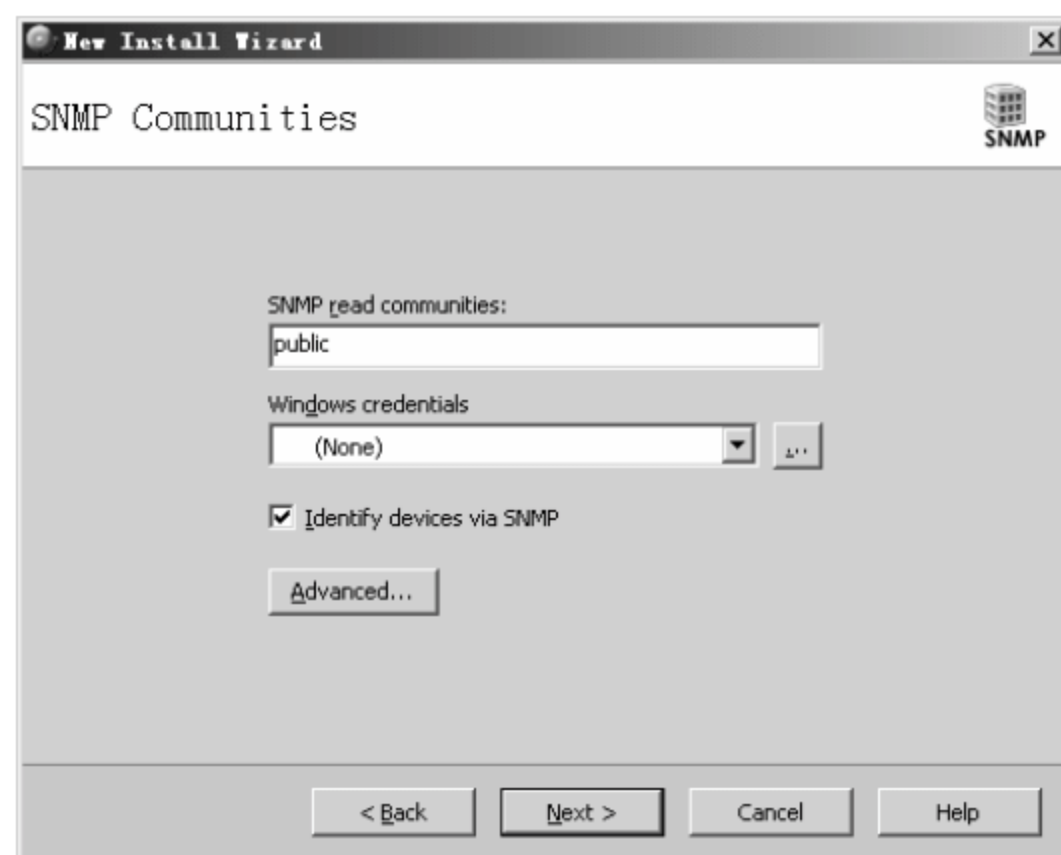 New Install Wizard
SNMP Communities
SNMP
SNMP read communities:
public
Windows credentials
(None)
...
Identify devices via SNMP
Advanced...
< Back
Next >
Cancel
Help